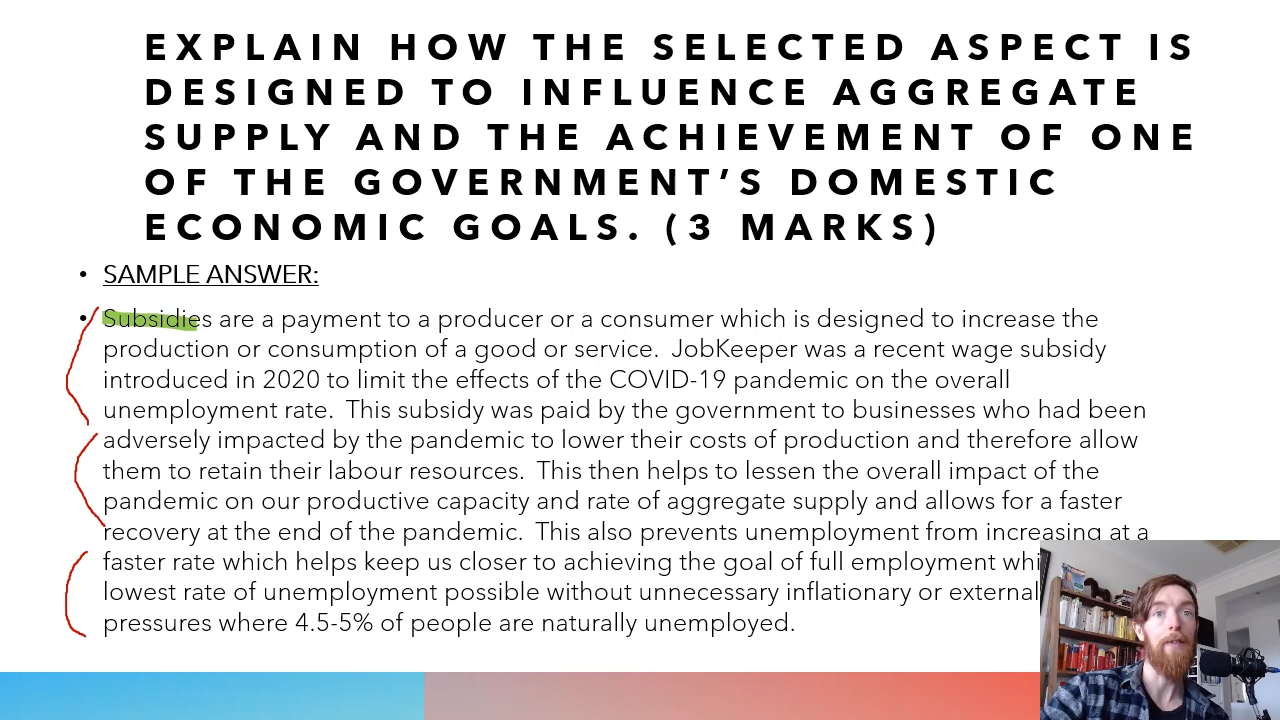 EXPLAIN HOW THE SELECTED ASPECT IS
DESIGNED TO INFLUENCE AGGREGATE
SUPPLY AND THE ACHIEVEMENT OF ONE
OF THE GOVERNMENT'S DOMESTIC
ECONOMIC GOALS. (3 MARKS)
• SAMPLE ANSWER:
• Subsidies are a payment to a producer or a consumer which is designed to increase the
production or consumption of a good or service. JobKeeper was a recent wage subsidy
introduced in 2020 to limit the effects of the COVID-19 pandemic on the overall
unemployment rate. This subsidy was paid by the government to businesses who had been
adversely impacted by the pandemic to lower their costs of production and therefore allow
them to retain their labour resources. This then helps to lessen the overall impact of the
pandemic on our productive capacity and rate of aggregate supply and allows for a faster
recovery at the end of the pandemic. This also prevents unemployment from increasing at a
faster rate which helps keep us closer to achieving the goal of full employment
lowest rate of unemployment possible without unnecessary inflationary or external
pressures where 4.5-5% of people are naturally unemployed.